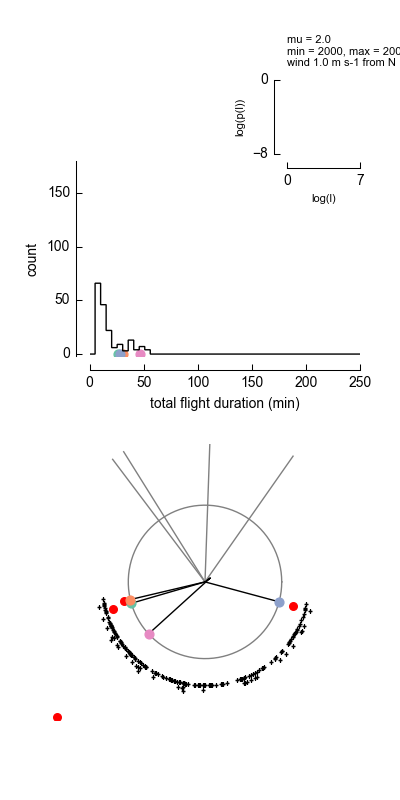 mu = 2.0
min = 2000, max = 200
wind 1.0 m s-1 from N
0
log(p(l))
−8
0 7
log(l)
150
100
50
0
count
0 50 100 150 200 250
total flight duration (min)